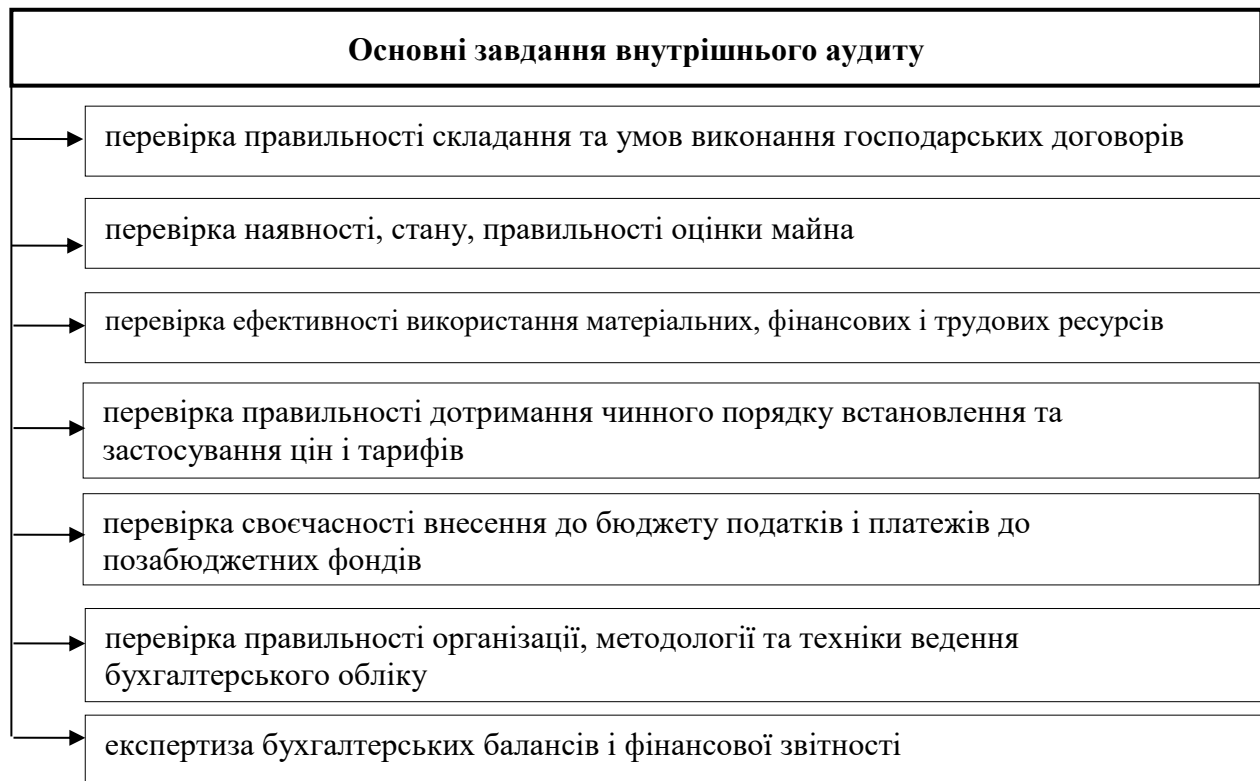 Основні завдання внутрішнього аудиту
перевірка правильності складання та умов виконання господарських договорів
перевірка наявності, стану, правильності оцінки майна
перевірка ефективності використання матеріальних, фінансових і трудових ресурсів
перевірка правильності дотримання чинного порядку встановлення та
застосування цін і тарифів
перевірка своєчасності внесення до бюджету податків і платежів до
позабюджетних фондів
перевірка правильності організації, методології та техніки ведення
бухгалтерського обліку
експертиза бухгалтерських балансів і фінансової звітності